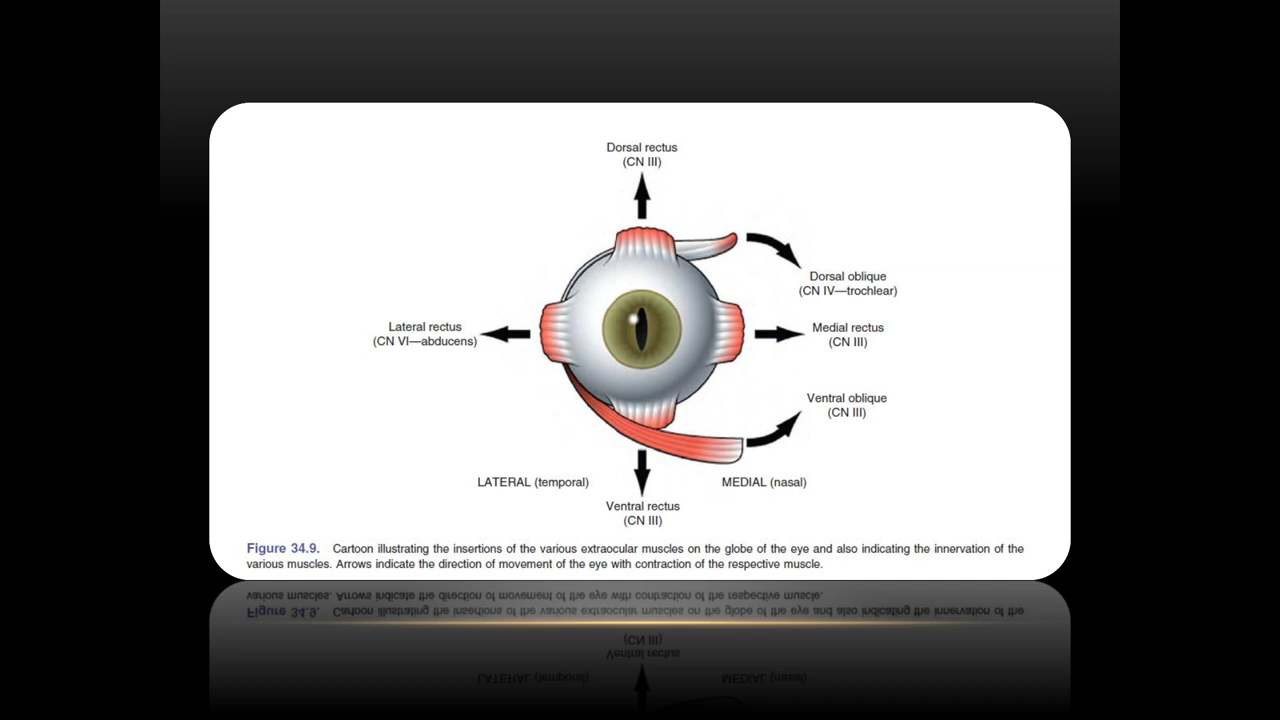 Dorsal rectus
(CN III)
Dorsal oblique
(CN IV—trochlear)
Lateral rectus
(CN VI—abducens)
Medial rectus
(CN III)
Ventral oblique
(CN III)
LATERAL (temporal)
MEDIAL (nasal)
Ventral rectus
(CN III)
Figure 34.9. Cartoon illustrating the insertions of the various extraocular muscles on the globe of the eye and also indicating the innervation of the
various muscles. Arrows indicate the direction of movement of the eye with contraction of the respective muscle.